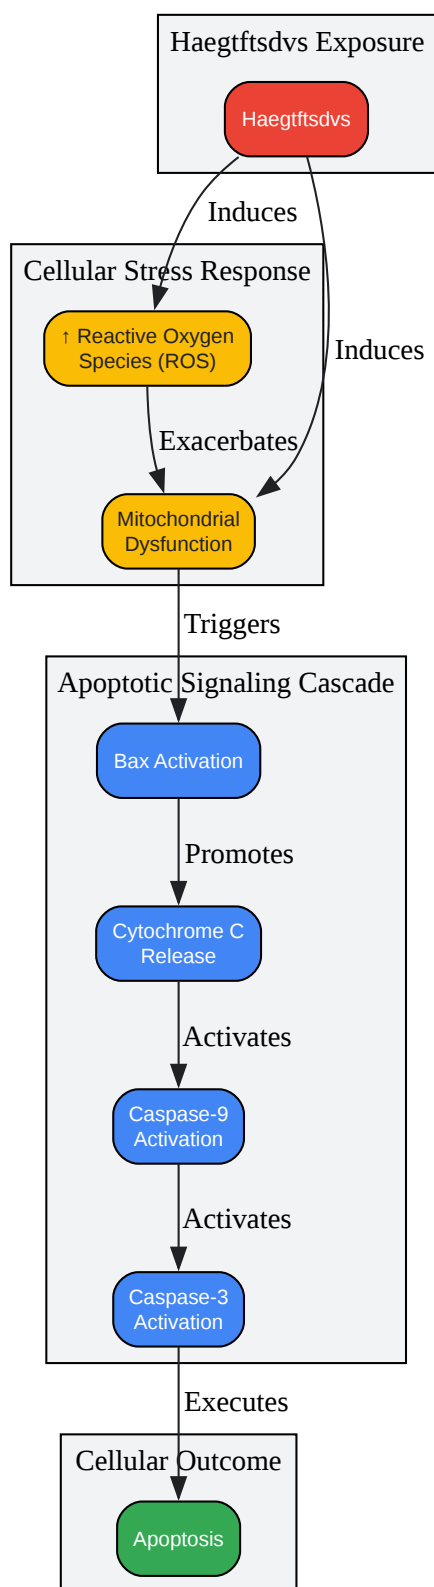 Haegtftsdvs Exposure
Haegtftsdvs
Induces
Cellular Stress Response
↑ Reactive Oxygen
Species (ROS)
Induces
Exacerbates
Mitochondrial
Dysfunction
Triggers
Apoptotic Signaling Cascade
Bax Activation
Promotes
Cytochrome C
Release
Activates
Caspase-9
Activation
Activates
Caspase-3
Activation
Executes
Cellular Outcome
Apoptosis